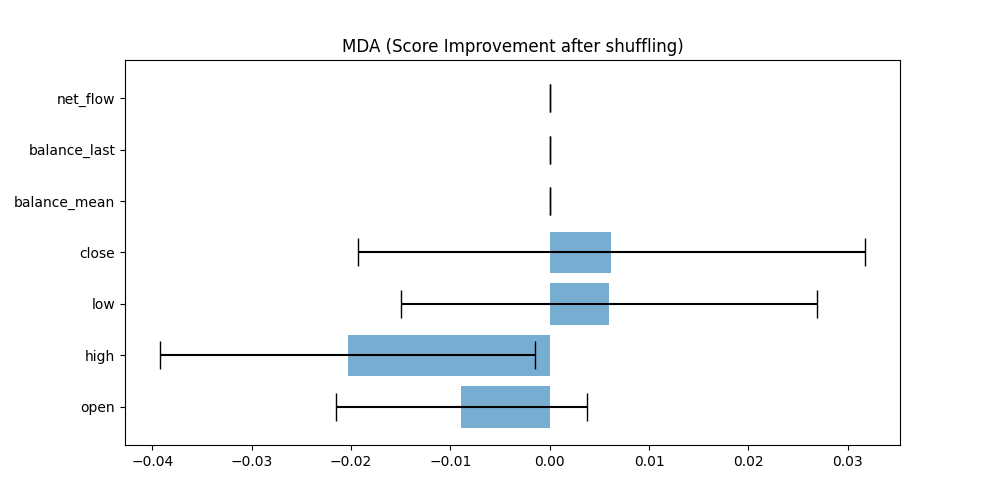 MDA (Score Improvement after shuffling)
net_flow
balance_last
balance_mean
close
low
high
open
−0.04 −0.03 −0.02 −0.01 0.00 0.01 0.02 0.03